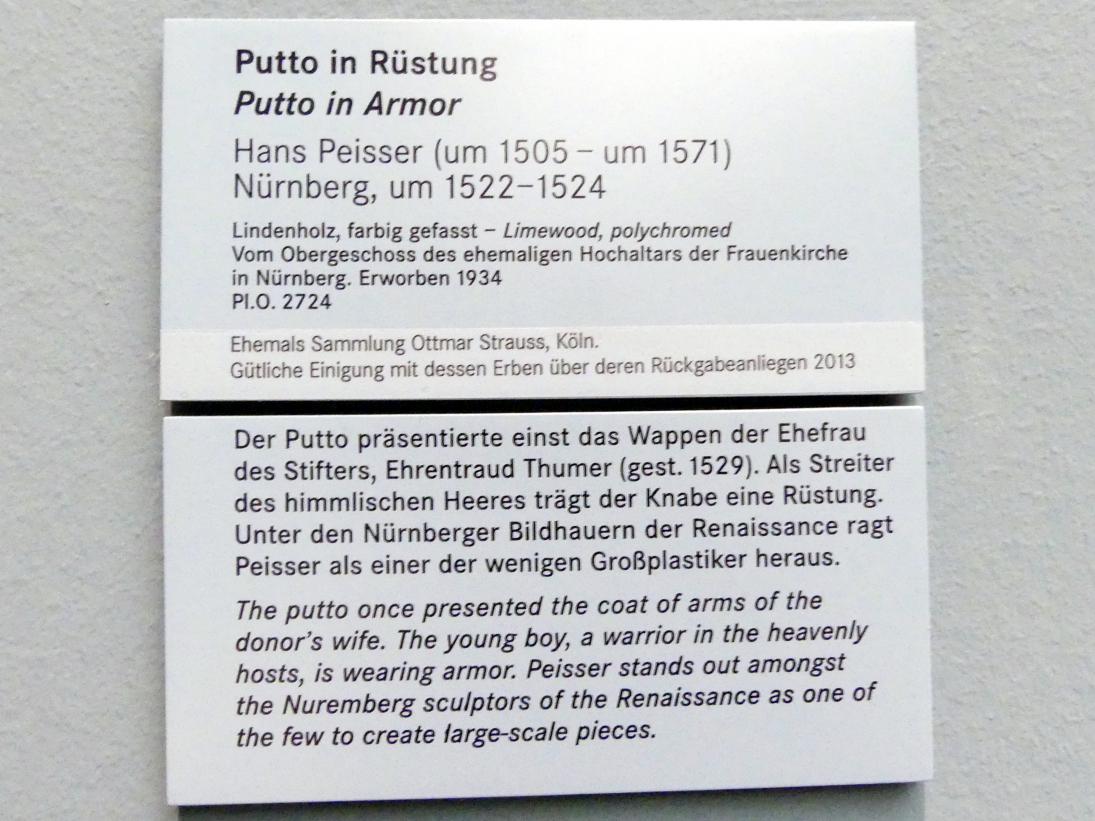 Putto in Rüstung
Putto in Armor
Hans Peisser (um 1505 – um 1571)
Nürnberg, um 1522–1524
Lindenholz, farbig gefasst – Limewood, polychromed
Vom Obergeschoss des ehemaligen Hochaltars der Frauenkirche
in Nürnberg. Erworben 1934
Pl.O. 2724
Ehemals Sammlung Ottmar Strauss, Köln.
Gütliche Einigung mit dessen Erben über deren Rückgabeanliegen 2013
Der Putto präsentierte einst das Wappen der Ehefrau
des Stifters, Ehrentraud Thumer (gest. 1529). Als Streiter
des himmlischen Heeres trägt der Knabe eine Rüstung.
Unter den Nürnberger Bildhauern der Renaissance ragt
Peisser als einer der wenigen Großplastiker heraus.
The putto once presented the coat of arms of the
donor's wife. The young boy, a warrior in the heavenly
hosts, is wearing armor. Peisser stands out amongst
the Nuremberg sculptors of the Renaissance as one of
the few to create large-scale pieces.